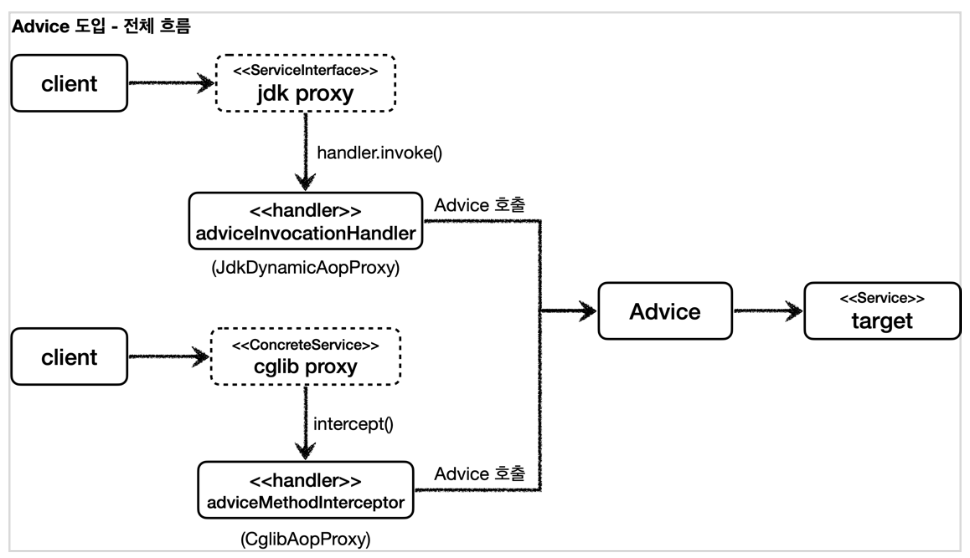 Advice 도입 - 전체 흐름
client
<<ServiceInterface>>
jdk proxy
handler.invoke()
<<handler>>
adviceInvocationHandler
(JdkDynamicAopProxy)
Advice 호출
client
<<ConcreteService>>
cglib proxy
intercept()
<<handler>>
adviceMethodInterceptor
(CglibAopProxy)
Advice 호출
Advice
<<Service>>
target